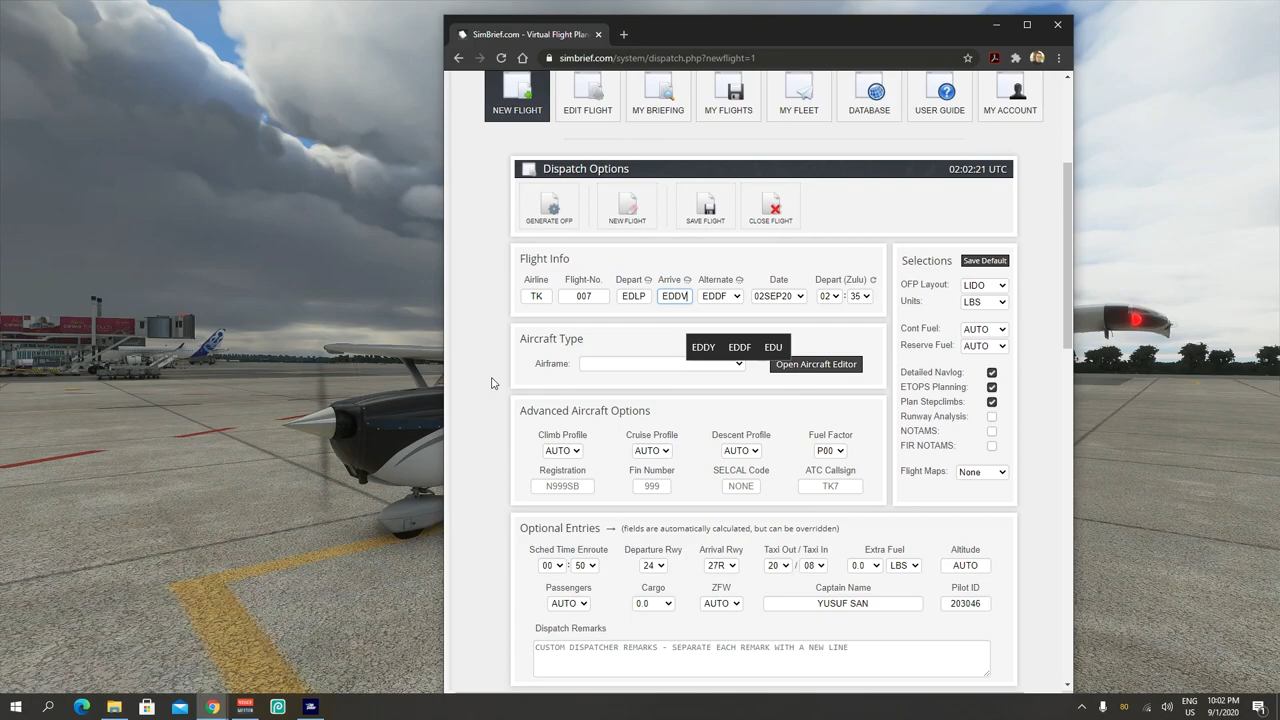 SimBrief.com - Virtual Flight Plan
simbrief.com/system/dispatch.php?newflight=1
NEW FLIGHT
EDIT FLIGHT
MY BRIEFING
MY FLIGHTS
MY FLEET
DATABASE
USER GUIDE
MY ACCOUNT
Dispatch Options
02:02:21 UTC
GENERATE OFP
NEW FLIGHT
SAVE FLIGHT
CLOSE FLIGHT
Flight Info
Airline Flight-No. Depart Arrive Alternate Date Depart (Zulu)
TK 007 EDLP EDDV EDDF 02SEP20 02 : 35
Aircraft Type
EDDY EDDF EDU
Airframe:
Open Aircraft Editor
Advanced Aircraft Options
Climb Profile Cruise Profile Descent Profile Fuel Factor
AUTO AUTO AUTO P00
Registration Fin Number SELCAL Code ATC Callsign
N999SB 999 NONE TK7
Selections Save Default
OFP Layout: LIDO
Units: LBS
Cont Fuel: AUTO
Reserve Fuel: AUTO
Detailed Navlog:
ETOPS Planning:
Plan Stepclimbs:
Runway Analysis:
NOTAMS:
FIR NOTAMS:
Flight Maps: None
Optional Entries → (fields are automatically calculated, but can be overridden)
Sched Time Enroute Departure Rwy Arrival Rwy Taxi Out / Taxi In Extra Fuel Altitude
00 : 50 24 27R 20 / 08 0.0 LBS AUTO
Passengers Cargo ZFW Captain Name Pilot ID
AUTO 0.0 AUTO YUSUF SAN 203046
Dispatch Remarks
CUSTOM DISPATCHER REMARKS - SEPARATE EACH REMARK WITH A NEW LINE
80
ENG
US
10:02 PM
9/1/2020